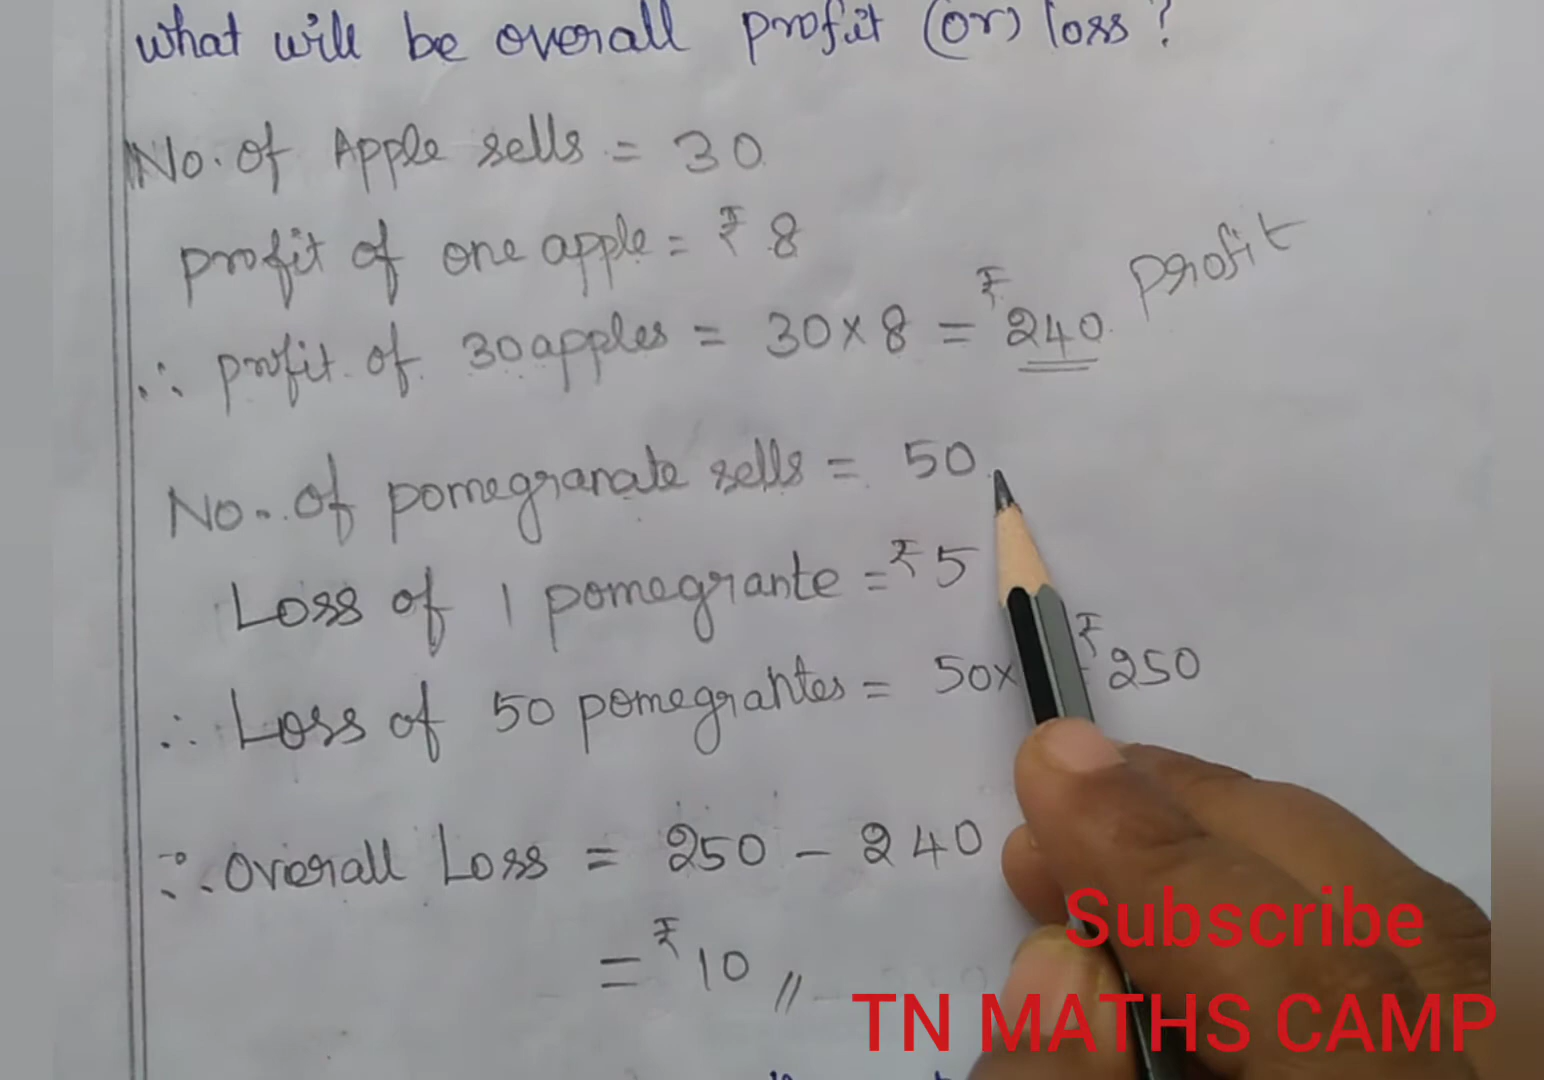 what will be overall profit (or) loss?
No. of Apple sells = 30
profit of one apple = ₹ 8
∴ profit of 30 apples = 30 × 8 = ₹ 240 profit
No. of pomegranate sells = 50
Loss of 1 pomegrante = ₹ 5
∴ Loss of 50 pomegrantes = 50 × ₹ 250
∴ overall Loss = 250 - 240
= ₹ 10 //
Subscribe
TN MATHS CAMP